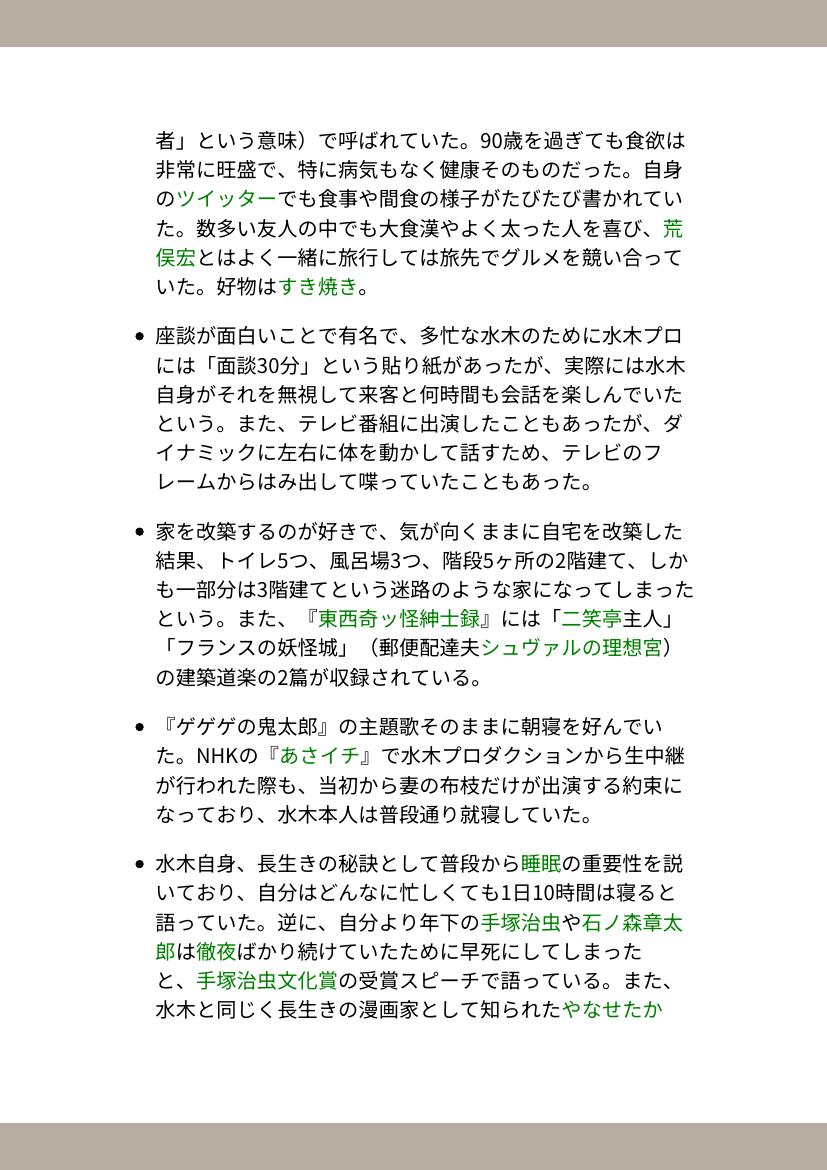 者」という意味）で呼ばれていた。90歳を過ぎても食欲は
非常に旺盛で、特に病気もなく健康そのものだった。自身
のツイッターでも食事や間食の様子がたびたび書かれてい
た。数多い友人の中でも大食漢やよく太った人を喜び、荒
俣宏とはよく一緒に旅行しては旅先でグルメを競い合って
いた。好物はすき焼き。
• 座談が面白いことで有名で、多忙な水木のために水木プロ
には「面談30分」という貼り紙があったが、実際には水木
自身がそれを無視して来客と何時間も会話を楽しんでいた
という。また、テレビ番組に出演したこともあったが、ダ
イナミックに左右に体を動かして話すため、テレビのフ
レームからはみ出して喋っていたこともあった。
• 家を改築するのが好きで、気が向くままに自宅を改築した
結果、トイレ5つ、風呂場3つ、階段5ヶ所の2階建て、しか
も一部分は3階建てという迷路のような家になってしまった
という。また、『東西奇ッ怪紳士録』には「二笑亭主人」
「フランスの妖怪城」（郵便配達夫シュヴァルの理想宮）
の建築道楽の2篇が収録されている。
• 『ゲゲゲの鬼太郎』の主題歌そのままに朝寝を好んでい
た。NHKの『あさイチ』で水木プロダクションから生中継
が行われた際も、当初から妻の布枝だけが出演する約束に
なっており、水木本人は普段通り就寝していた。
• 水木自身、長生きの秘訣として普段から睡眠の重要性を説
いており、自分はどんなに忙しくても1日10時間は寝ると
語っていた。逆に、自分より年下の手塚治虫や石ノ森章太
郎は徹夜ばかり続けていたために早死にしてしまった
と、手塚治虫文化賞の受賞スピーチで語っている。また、
水木と同じく長生きの漫画家として知られたやなせたか